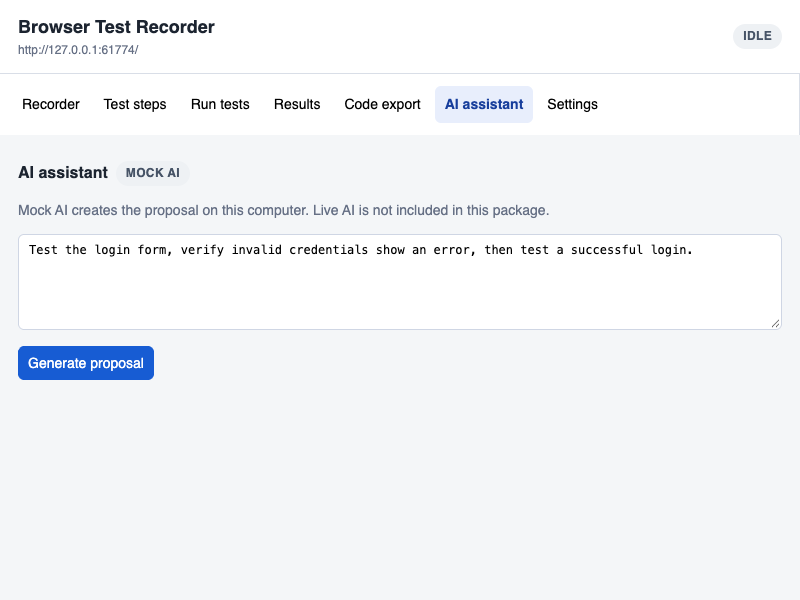 Browser Test Recorder
http://127.0.0.1:61774/
IDLE
Recorder Test steps Run tests Results Code export AI assistant Settings
AI assistant MOCK AI
Mock AI creates the proposal on this computer. Live AI is not included in this package.
Test the login form, verify invalid credentials show an error, then test a successful login.
Generate proposal